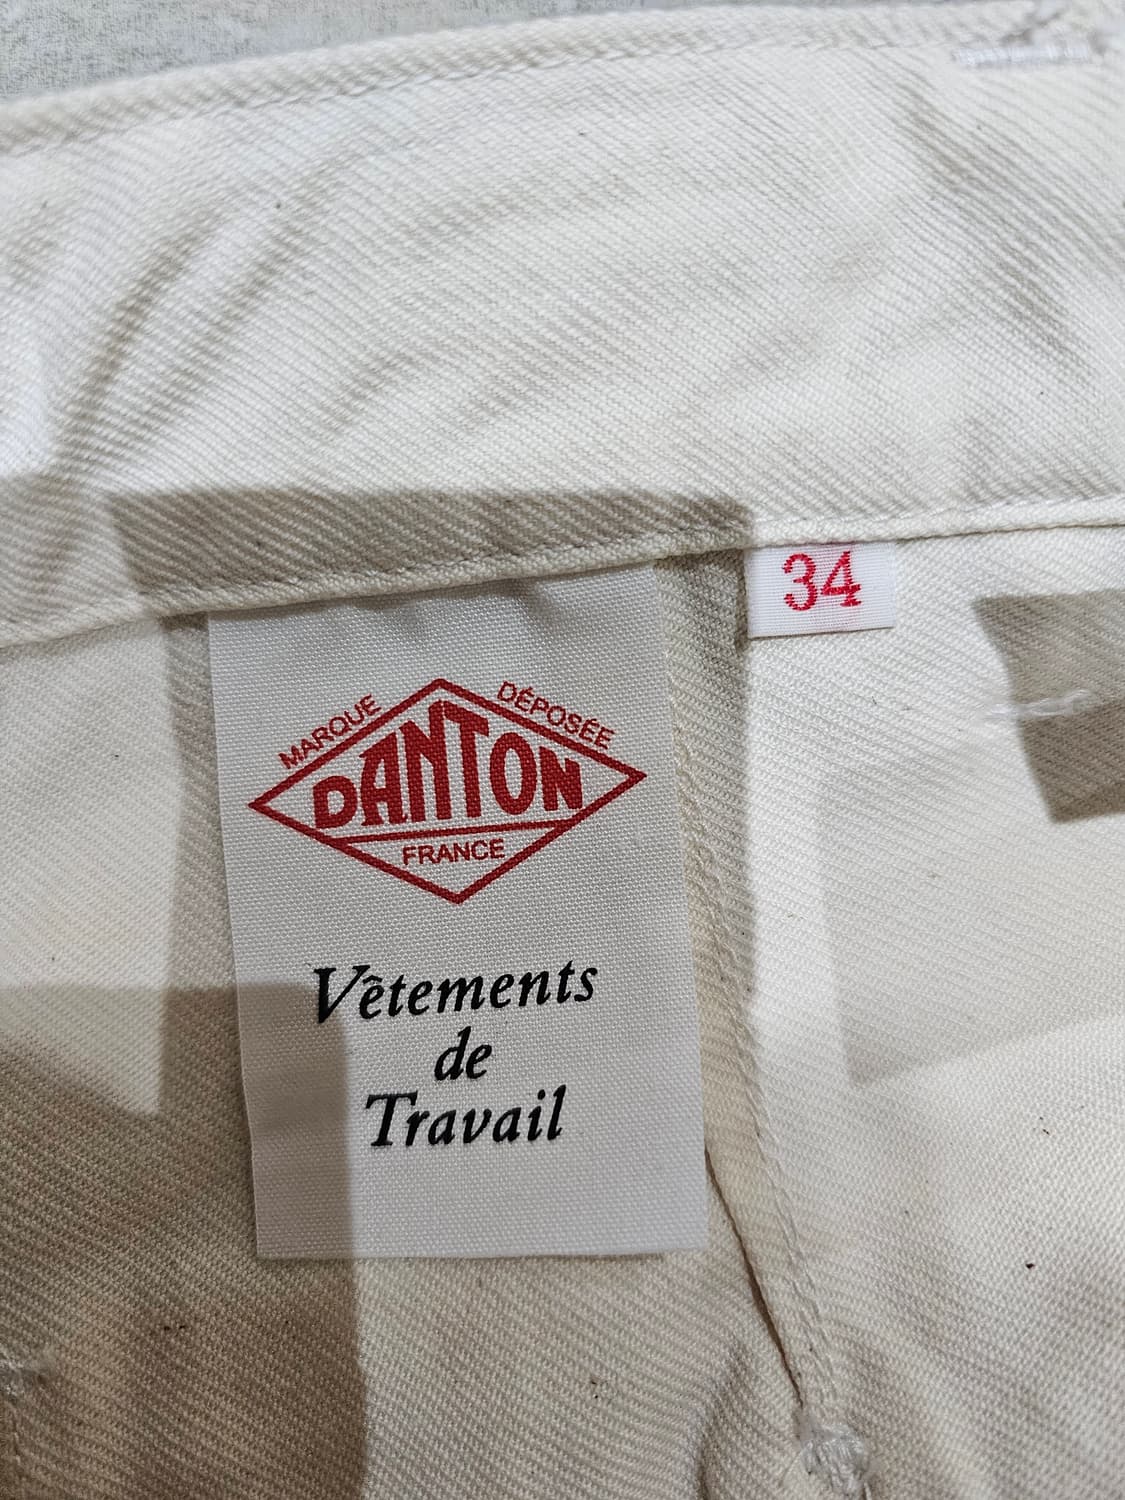 34
MARQUE DÉPOSÉE
DANTON
FRANCE
Vêtements
de
Travail